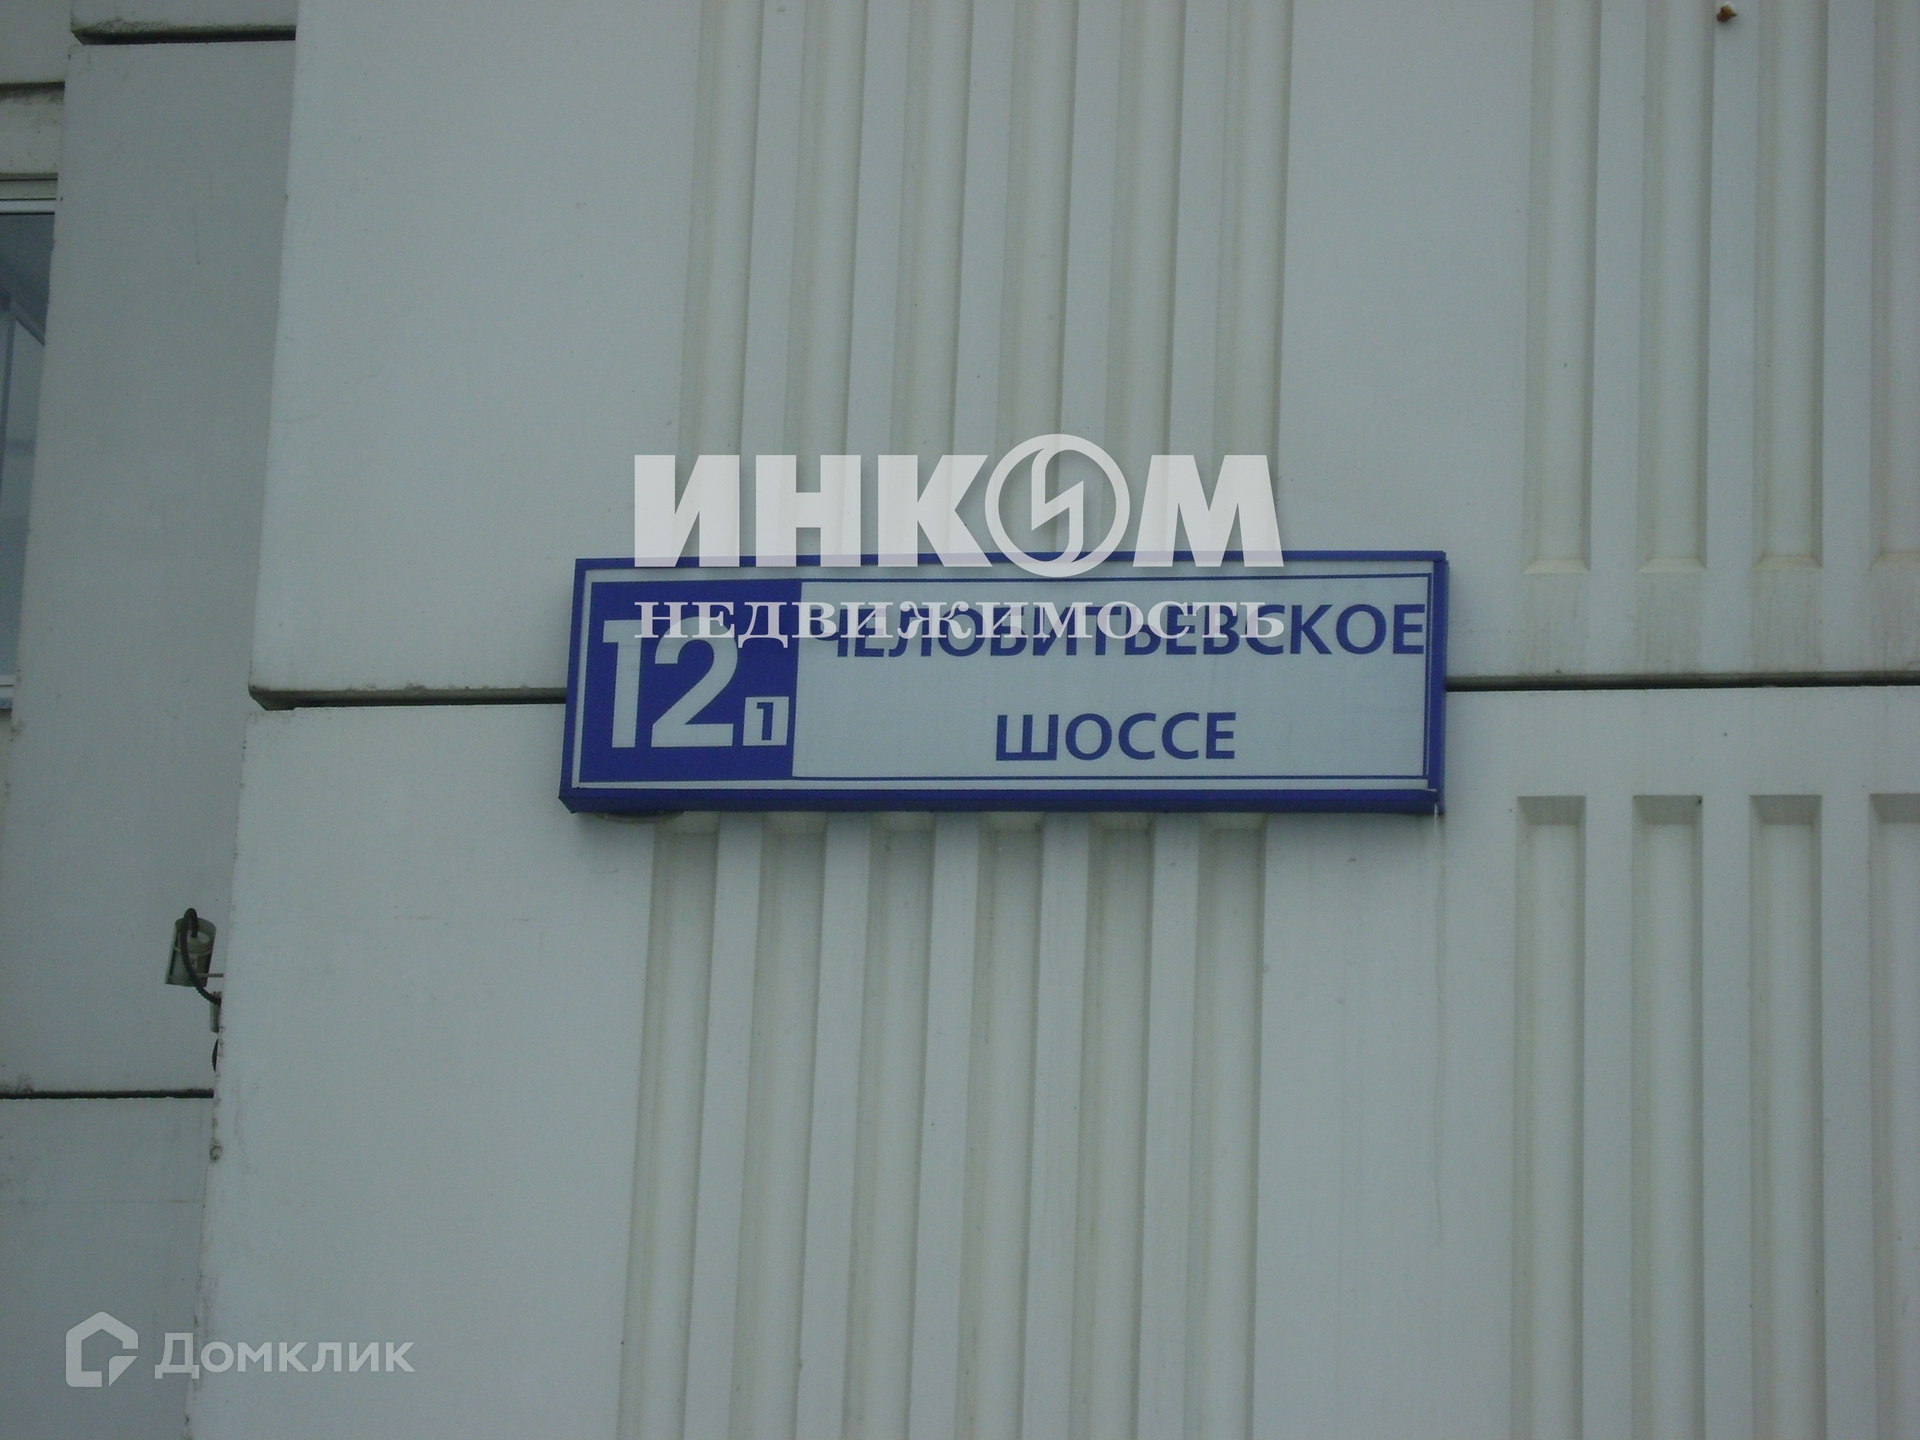 ИНКОМ
НЕДВИЖИМОСТЬ
12 1
ЧЕЛОБИТЬЕВСКОЕ
ШОССЕ
Домклик